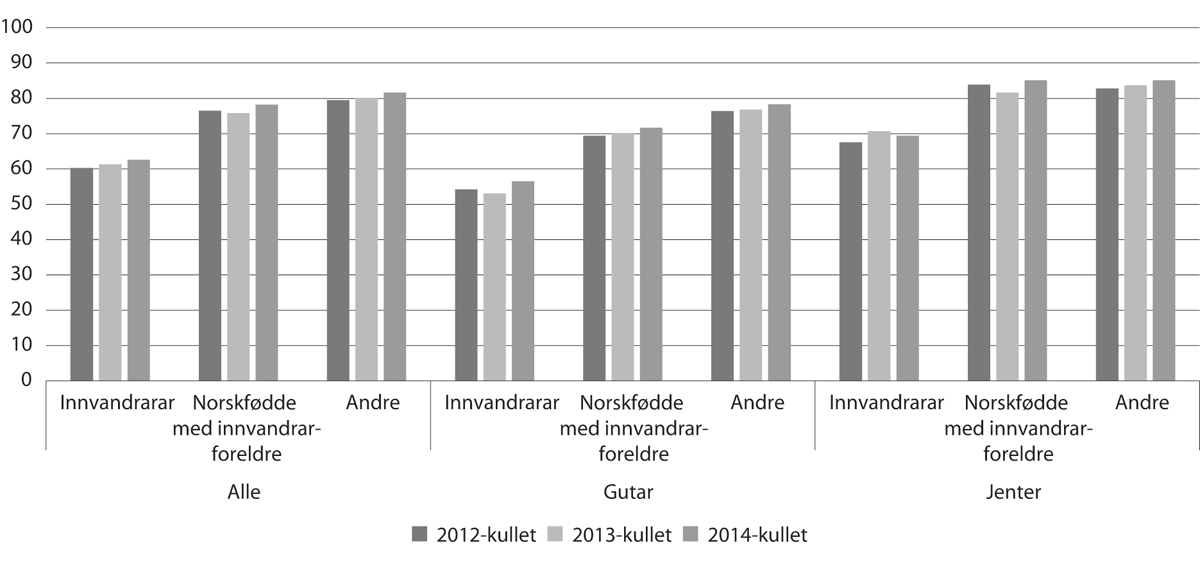 100
90
80
70
60
50
40
30
20
10
0
Innvandrarar Norskfødde Andre Innvandrarar Norskfødde Andre Innvandrarar Norskfødde Andre
med innvandrar- med innvandrar- med innvandrar-
foreldre foreldre foreldre
Alle Gutar Jenter
2012-kullet 2013-kullet 2014-kullet